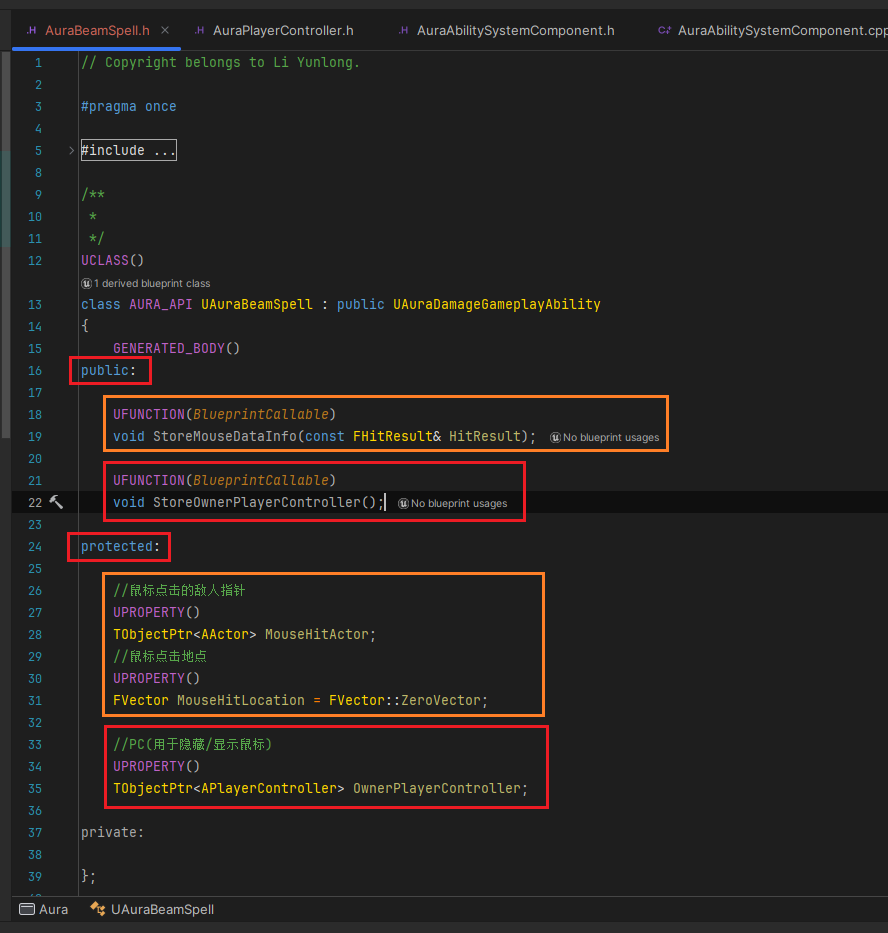 AuraBeamSpell.h
AuraPlayerController.h
AuraAbilitySystemComponent.h
AuraAbilitySystemComponent.cpp
1 // Copyright belongs to Li Yunlong.
2
3 #pragma once
4
5 #include ...
8
9 /**
10 *
11 */
12 UCLASS()
1 derived blueprint class
13 class AURA_API UAuraBeamSpell : public UAuraDamageGameplayAbility
14 {
15 GENERATED_BODY()
16 public:
17
18 UFUNCTION(BlueprintCallable)
19 void StoreMouseDataInfo(const FHitResult& HitResult); No blueprint usages
20
21 UFUNCTION(BlueprintCallable)
22 void StoreOwnerPlayerController(); No blueprint usages
23
24 protected:
25
26 //鼠标点击的敌人指针
27 UPROPERTY()
28 TObjectPtr<AActor> MouseHitActor;
29 //鼠标点击地点
30 UPROPERTY()
31 FVector MouseHitLocation = FVector::ZeroVector;
32
33 //PC(用于隐藏/显示鼠标)
34 UPROPERTY()
35 TObjectPtr<APlayerController> OwnerPlayerController;
36
37 private:
38
39 };
Aura
UAuraBeamSpell